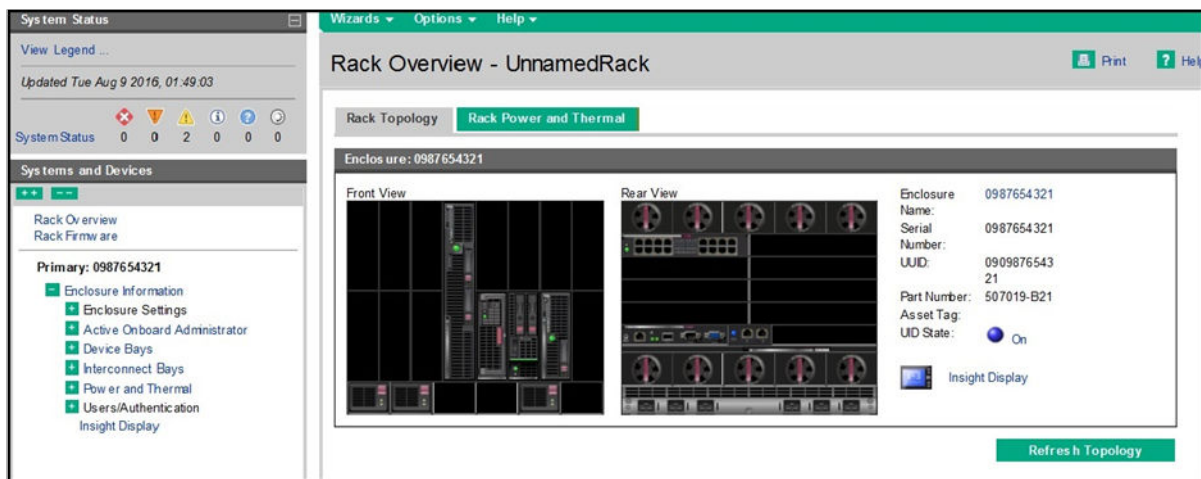 System Status
View Legend ...
Updated Tue Aug 9 2016, 01:49:03
System Status 0 0 2 0 0 0
Systems and Devices
Rack Overview
Rack Firmware
Primary: 0987654321
Enclosure Information
Enclosure Settings
Active Onboard Administrator
Device Bays
Interconnect Bays
Power and Thermal
Users/Authentication
Insight Display
Wizards Options Help
Rack Overview - UnnamedRack
Print ? Help
Rack Topology Rack Power and Thermal
Enclosure: 0987654321
Front View Rear View
Enclosure Name: 0987654321
Serial Number: 0987654321
UUID: 0909876543
21
Part Number: 507019-B21
Asset Tag:
UID State: On
Insight Display
Refresh Topology